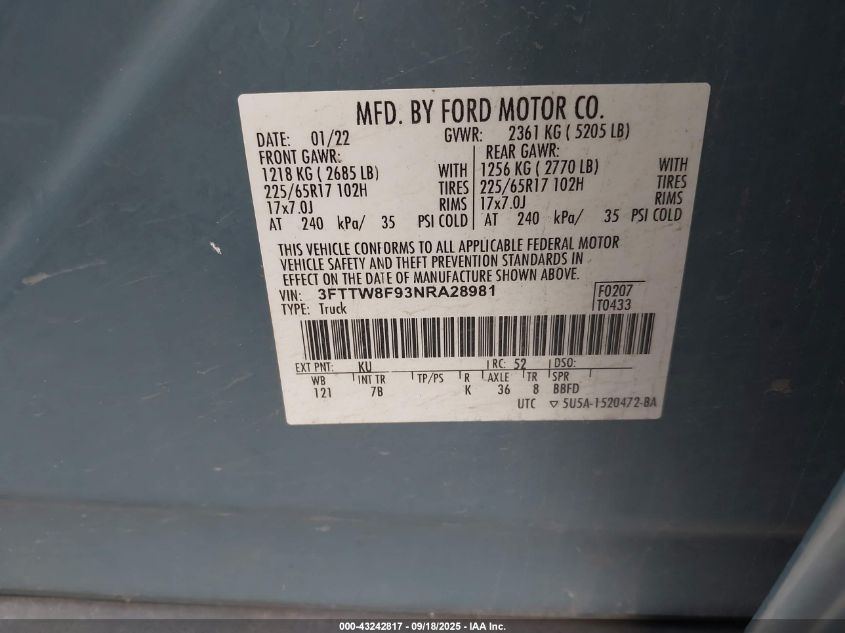 MFD. BY FORD MOTOR CO.
DATE: 01/22 GVWR: 2361 KG ( 5205 LB)
FRONT GAWR: REAR GAWR:
1218 KG ( 2685 LB) WITH 1256 KG ( 2770 LB) WITH
225/65R17 102H TIRES 225/65R17 102H TIRES
17x7.0J RIMS 17x7.0J RIMS
AT 240 kPa/ 35 PSI COLD AT 240 kPa/ 35 PSI COLD
THIS VEHICLE CONFORMS TO ALL APPLICABLE FEDERAL MOTOR
VEHICLE SAFETY AND THEFT PREVENTION STANDARDS IN
EFFECT ON THE DATE OF MANUFACTURE SHOWN ABOVE.
VIN: 3FTTW8F93NRA28981 F0207
TYPE: Truck T0433
EXT PNT: KU RC: 52 DSO:
WB INT TR TP/PS R AXLE TR SPR
121 7B K 36 8 BBFD
UTC ▽ 5U5A-1520472-BA
000-43242817 - 09/18/2025 - IAA Inc.